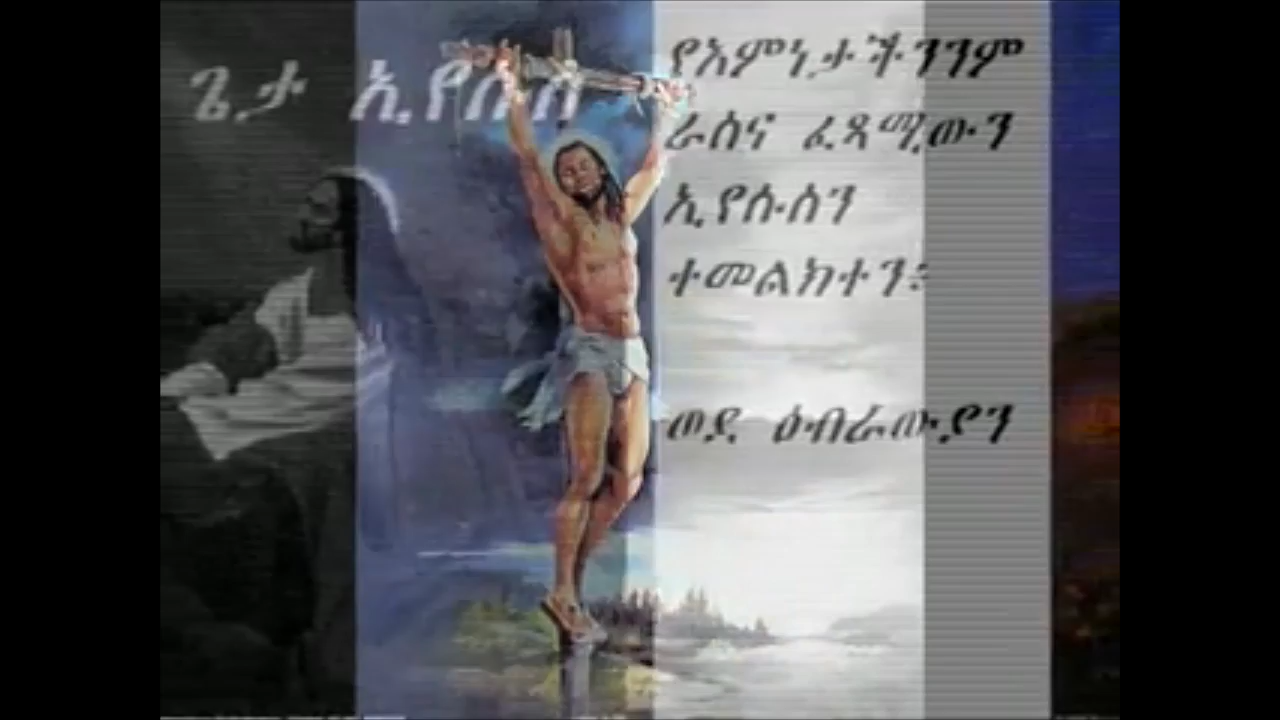 ጌታ ኢየሱስ
የእምነታችንንም
ራስና ፈጻሚውን
ኢየሱስን
ተመልክተን፡
ወደ ዕብራውያን